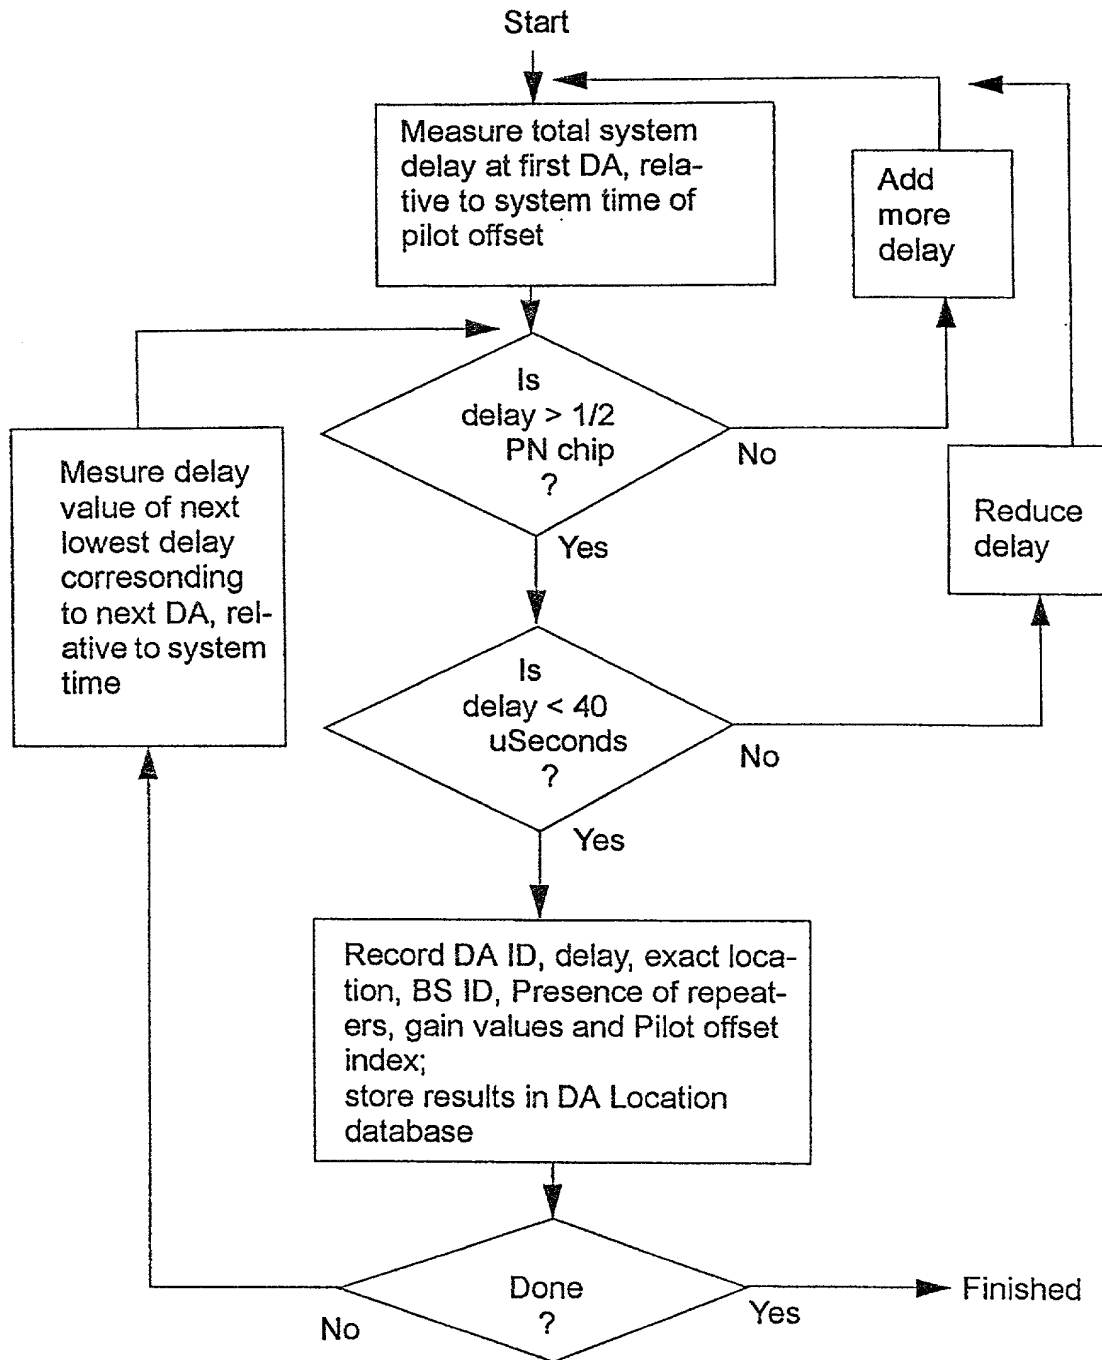 Start
Measure total system
delay at first DA, rela-
tive to system time of
pilot offset
Add
more
delay
Is
delay > 1/2
PN chip
?
No
Yes
Mesure delay
value of next
lowest delay
corresonding
to next DA, rel-
ative to system
time
Reduce
delay
Is
delay < 40
uSeconds
?
No
Yes
Record DA ID, delay, exact loca-
tion, BS ID, Presence of repeat-
ers, gain values and Pilot offset
index;
store results in DA Location
database
Done
?
No
Yes
Finished